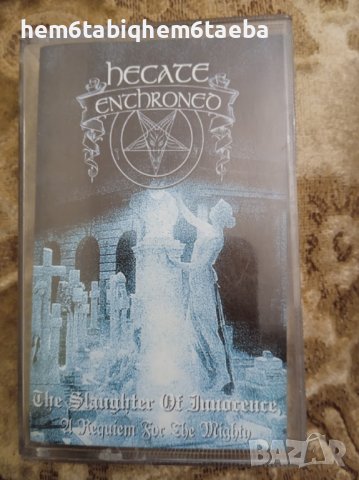 hem6tabiqhem6taeba
HECATE
ENTHRONED
The Slaughter Of Innocence,
A Requiem For The Mighty
BAZAR